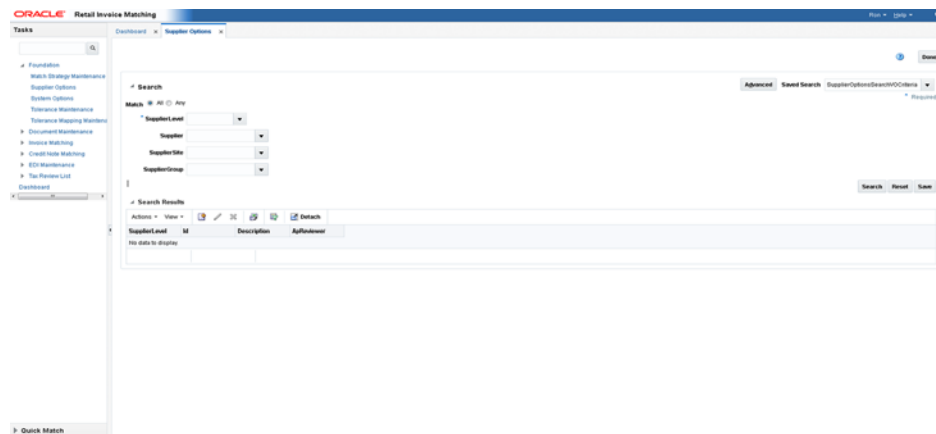 ORACLE® Retail Invoice Matching
Ron Help
Tasks
Dashboard × Supplier Options ×
Foundation
Match Strategy Maintenance
Supplier Options
System Options
Tolerance Maintenance
Tolerance Mapping Maintena
Document Maintenance
Invoice Matching
Credit Note Matching
EDI Maintenance
Tax Review List
Dashboard
Done
Search
Advanced Saved Search SupplierOptionsSearchVOCriteria
* Required
Match All Any
* SupplierLevel
Supplier
SupplierSite
SupplierGroup
Search Reset Save
Search Results
Actions View Detach
SupplierLevel Id Description ApReviewer
No data to display.
Quick Match